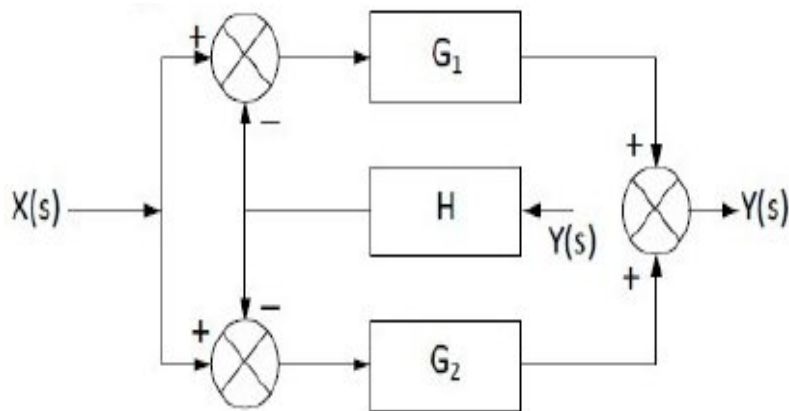 +
G₁
−
+
X(s)
H
Y(s)
Y(s)
+
−
+
G₂